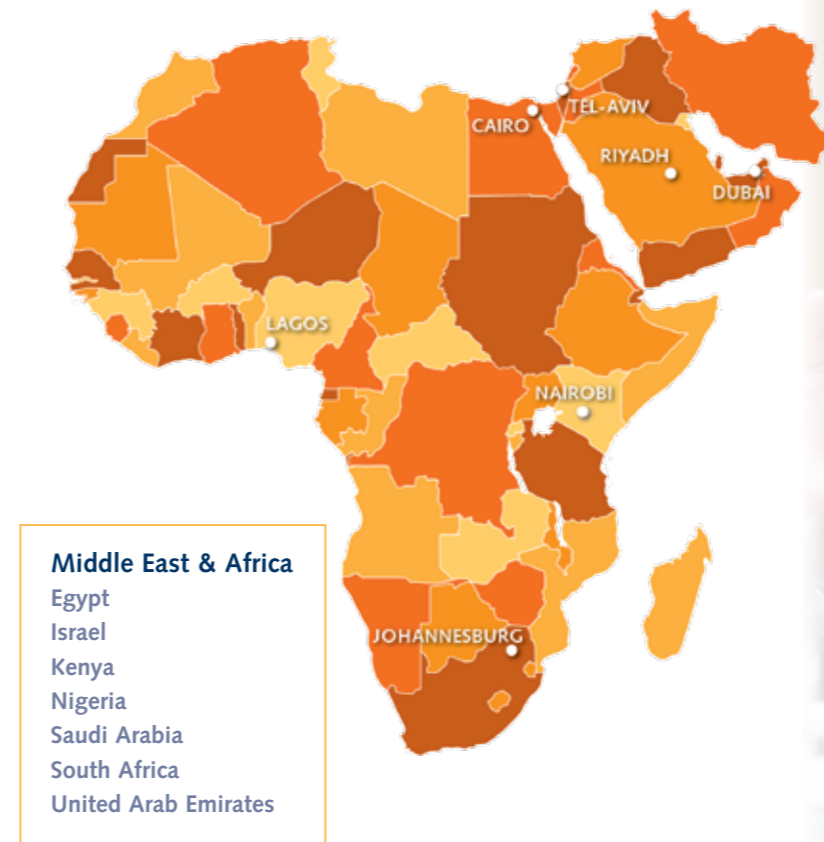 TEL-AVIV
CAIRO
RIYADH
DUBAI
LAGOS
NAIROBI
JOHANNESBURG
Middle East & Africa
Egypt
Israel
Kenya
Nigeria
Saudi Arabia
South Africa
United Arab Emirates